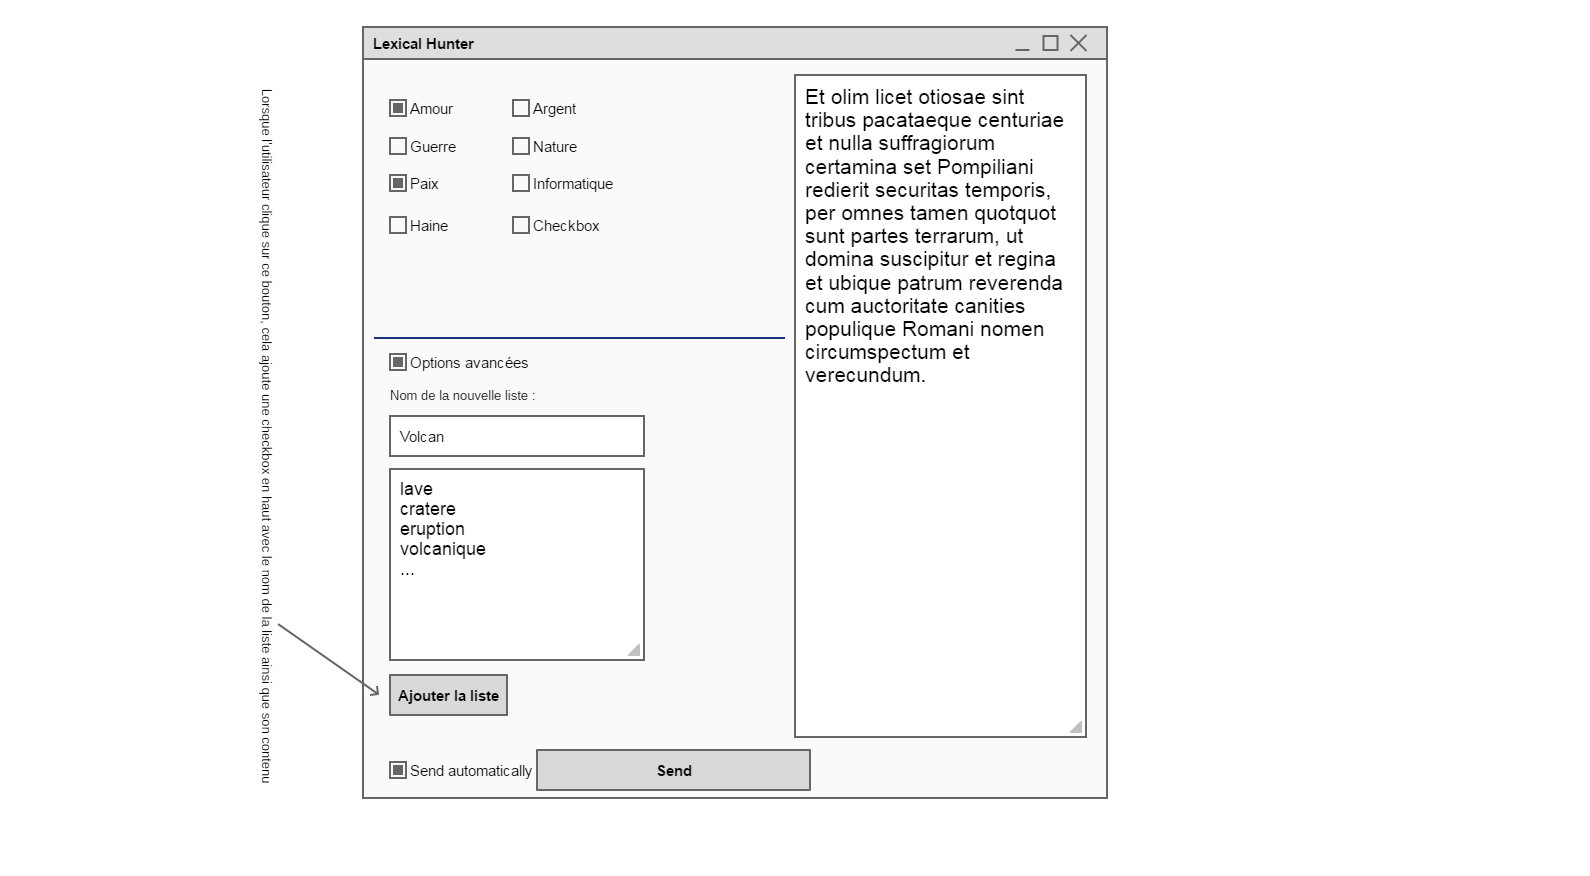 Lexical Hunter
Lorsque l'utilisateur clique sur ce bouton, cela ajoute une checkbox en haut avec le nom de la liste ainsi que son contenu
Amour
Argent
Guerre
Nature
Paix
Informatique
Haine
Checkbox
Options avancées
Nom de la nouvelle liste :
Volcan
lave
cratere
eruption
volcanique
...
Ajouter la liste
Send automatically
Send
Et olim licet otiosae sint
tribus pacataeque centuriae
et nulla suffragiorum
certamina set Pompiliani
redierit securitas temporis,
per omnes tamen quotquot
sunt partes terrarum, ut
domina suscipitur et regina
et ubique patrum reverenda
cum auctoritate canities
populique Romani nomen
circumspectum et
verecundum.